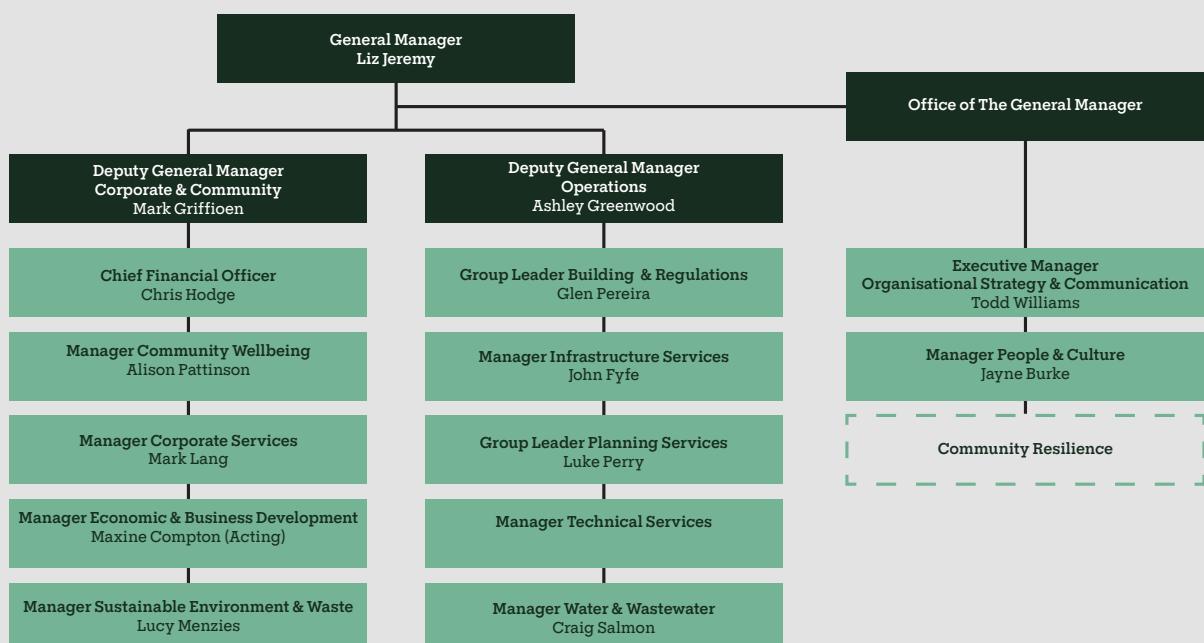 General Manager
Liz Jeremy
Office of The General Manager
Deputy General Manager
Corporate & Community
Mark Griffioen
Deputy General Manager
Operations
Ashley Greenwood
Chief Financial Officer
Chris Hodge
Group Leader Building & Regulations
Glen Pereira
Executive Manager
Organisational Strategy & Communication
Todd Williams
Manager Community Wellbeing
Alison Pattinson
Manager Infrastructure Services
John Fyfe
Manager People & Culture
Jayne Burke
Manager Corporate Services
Mark Lang
Group Leader Planning Services
Luke Perry
Community Resilience
Manager Economic & Business Development
Maxine Compton (Acting)
Manager Technical Services
Manager Sustainable Environment & Waste
Lucy Menzies
Manager Water & Wastewater
Craig Salmon